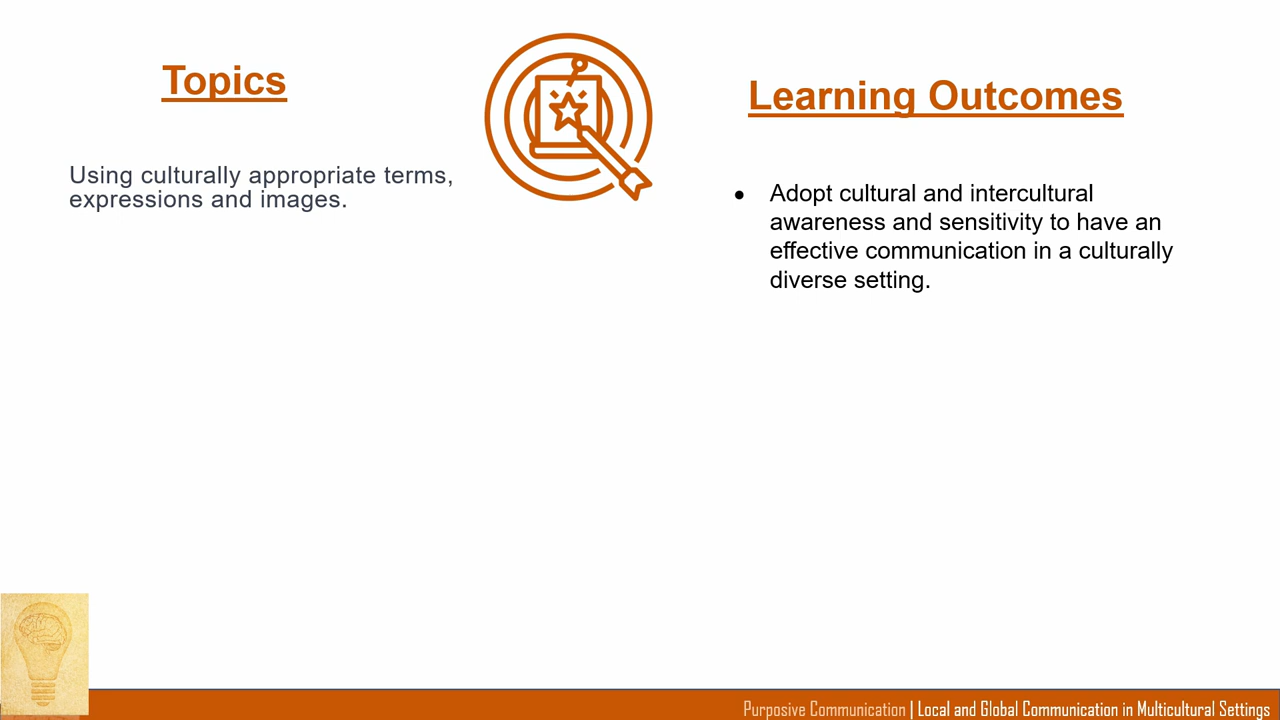 Topics
Using culturally appropriate terms,
expressions and images.
Learning Outcomes
● Adopt cultural and intercultural
awareness and sensitivity to have an
effective communication in a culturally
diverse setting.
Purposive Communication | Local and Global Communication in Multicultural Settings